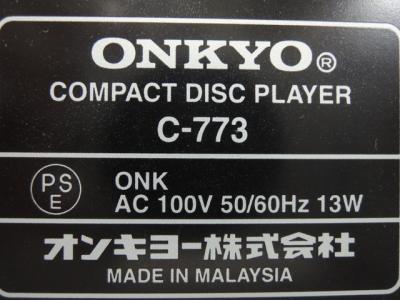 ONKYO®
COMPACT DISC PLAYER
C-773
PS
E
ONK
AC 100V 50/60Hz 13W
オンキヨー株式会社
MADE IN MALAYSIA